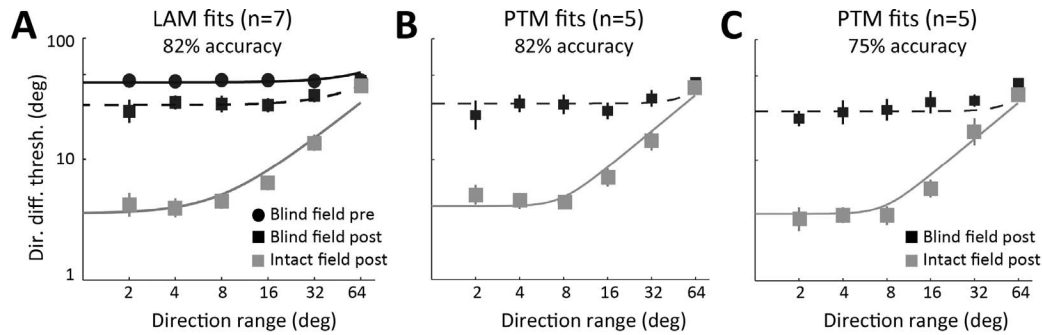 A
LAM fits (n=7)
82% accuracy
Dir. diff. thresh. (deg)
100
10
1
2 4 8 16 32 64
Direction range (deg)
Blind field pre
Blind field post
Intact field post
B
PTM fits (n=5)
82% accuracy
2 4 8 16 32 64
Direction range (deg)
C
PTM fits (n=5)
75% accuracy
Blind field post
Intact field post
2 4 8 16 32 64
Direction range (deg)